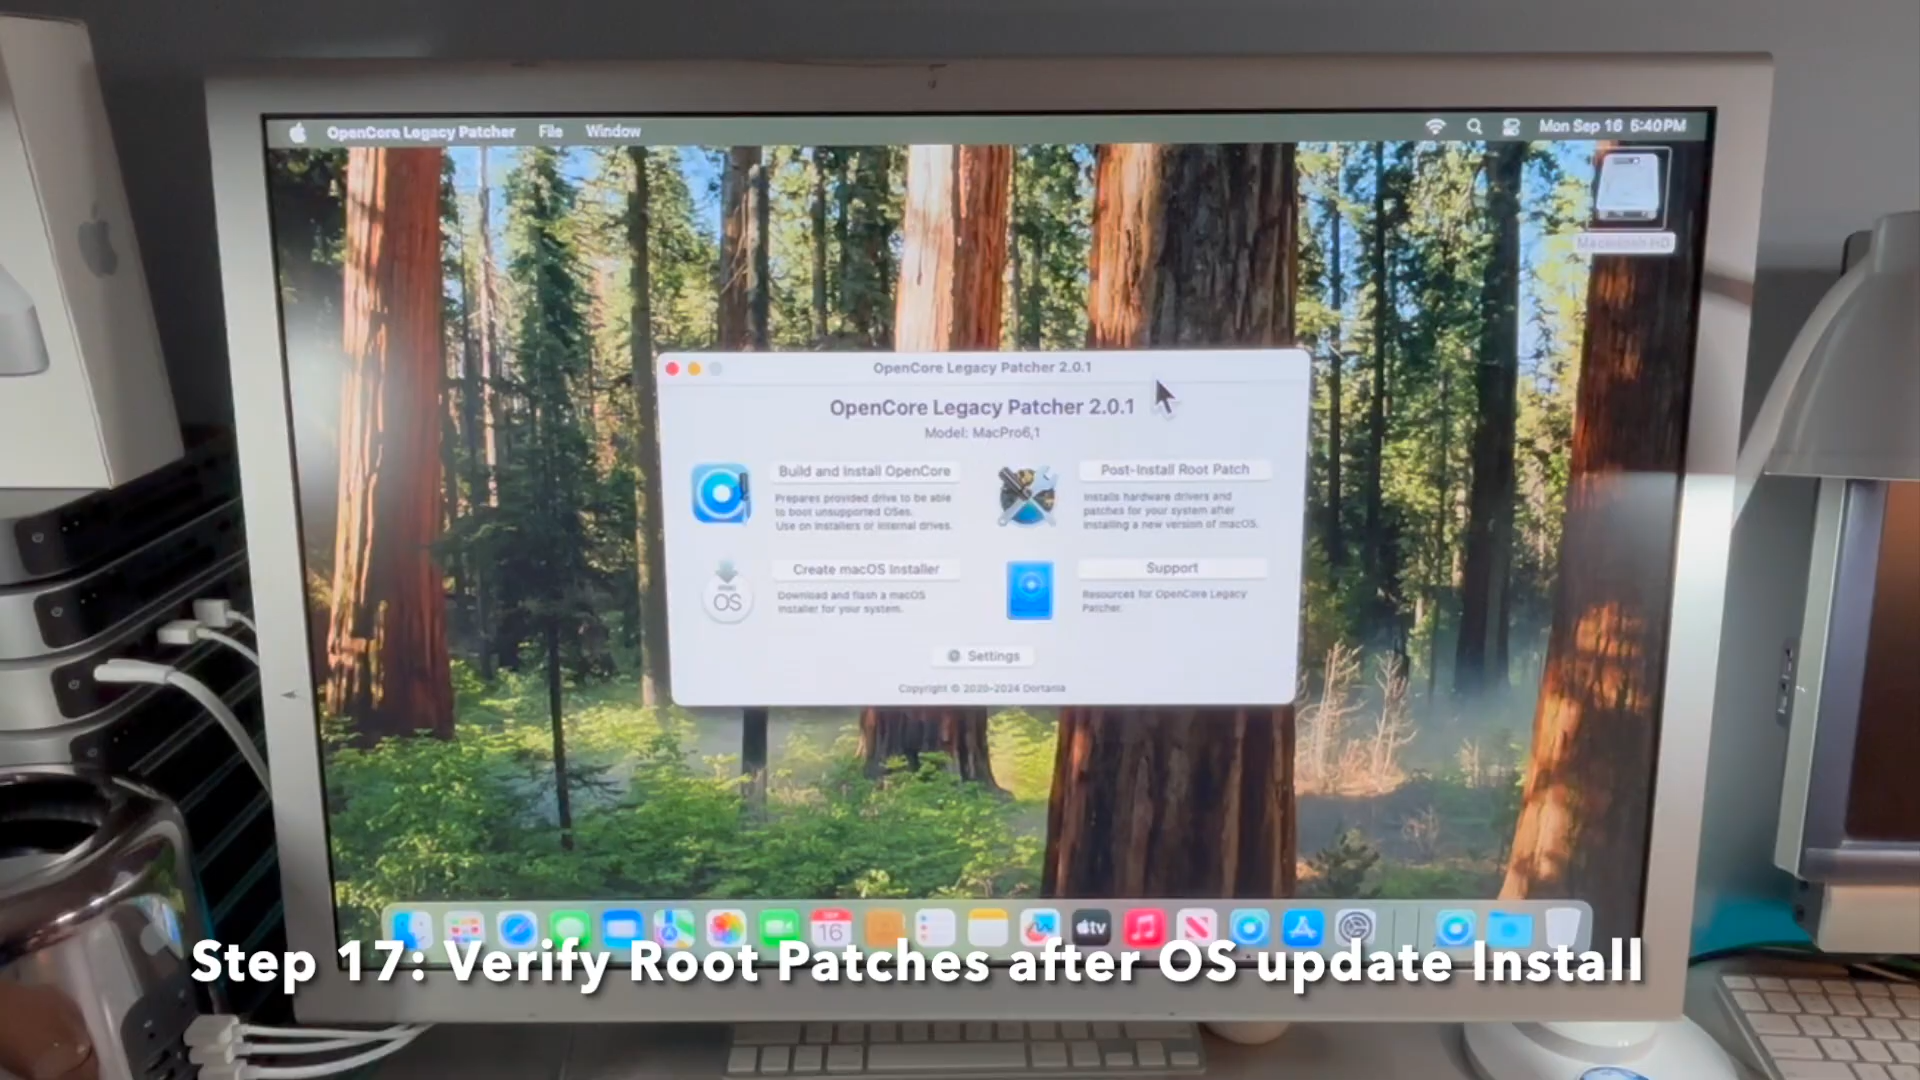 OpenCore Legacy Patcher File Window
Mon Sep 16 5:40PM
Macintosh HD
OpenCore Legacy Patcher 2.0.1
OpenCore Legacy Patcher 2.0.1
Model: MacPro6,1
Build and Install OpenCore
Prepares provided drive to be able
to boot unsupported OSes.
Use on installers or internal drives.
Post-Install Root Patch
Installs hardware drivers and
patches for your system after
installing a new version of macOS.
Create macOS Installer
Download and flash a macOS
installer for your system.
OS
Support
Resources for OpenCore Legacy
Patcher.
Settings
Copyright © 2020-2024 Dortania
16
tv
Step 17: Verify Root Patches after OS update Install